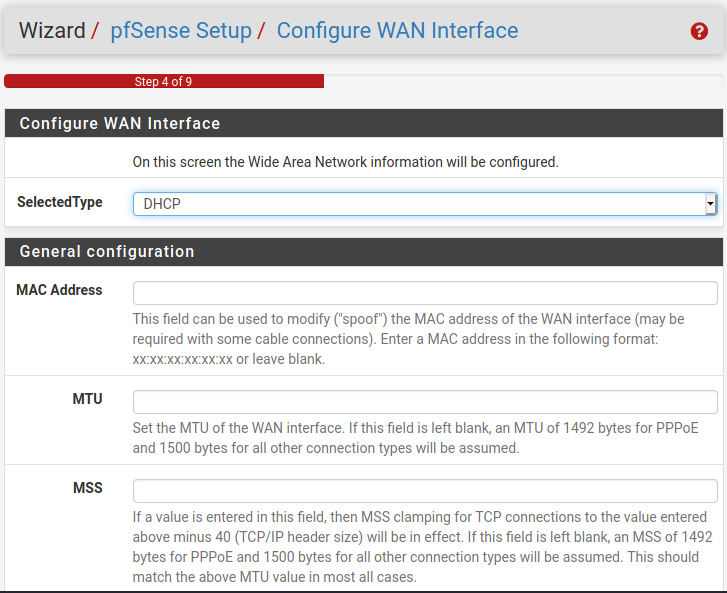 Wizard / pfSense Setup / Configure WAN Interface
Step 4 of 9
Configure WAN Interface
On this screen the Wide Area Network information will be configured.
SelectedType
DHCP
General configuration
MAC Address
This field can be used to modify ("spoof") the MAC address of the WAN interface (may be
required with some cable connections). Enter a MAC address in the following format:
xx:xx:xx:xx:xx:xx or leave blank.
MTU
Set the MTU of the WAN interface. If this field is left blank, an MTU of 1492 bytes for PPPoE
and 1500 bytes for all other connection types will be assumed.
MSS
If a value is entered in this field, then MSS clamping for TCP connections to the value entered
above minus 40 (TCP/IP header size) will be in effect. If this field is left blank, an MSS of 1492
bytes for PPPoE and 1500 bytes for all other connection types will be assumed. This should
match the above MTU value in most all cases.